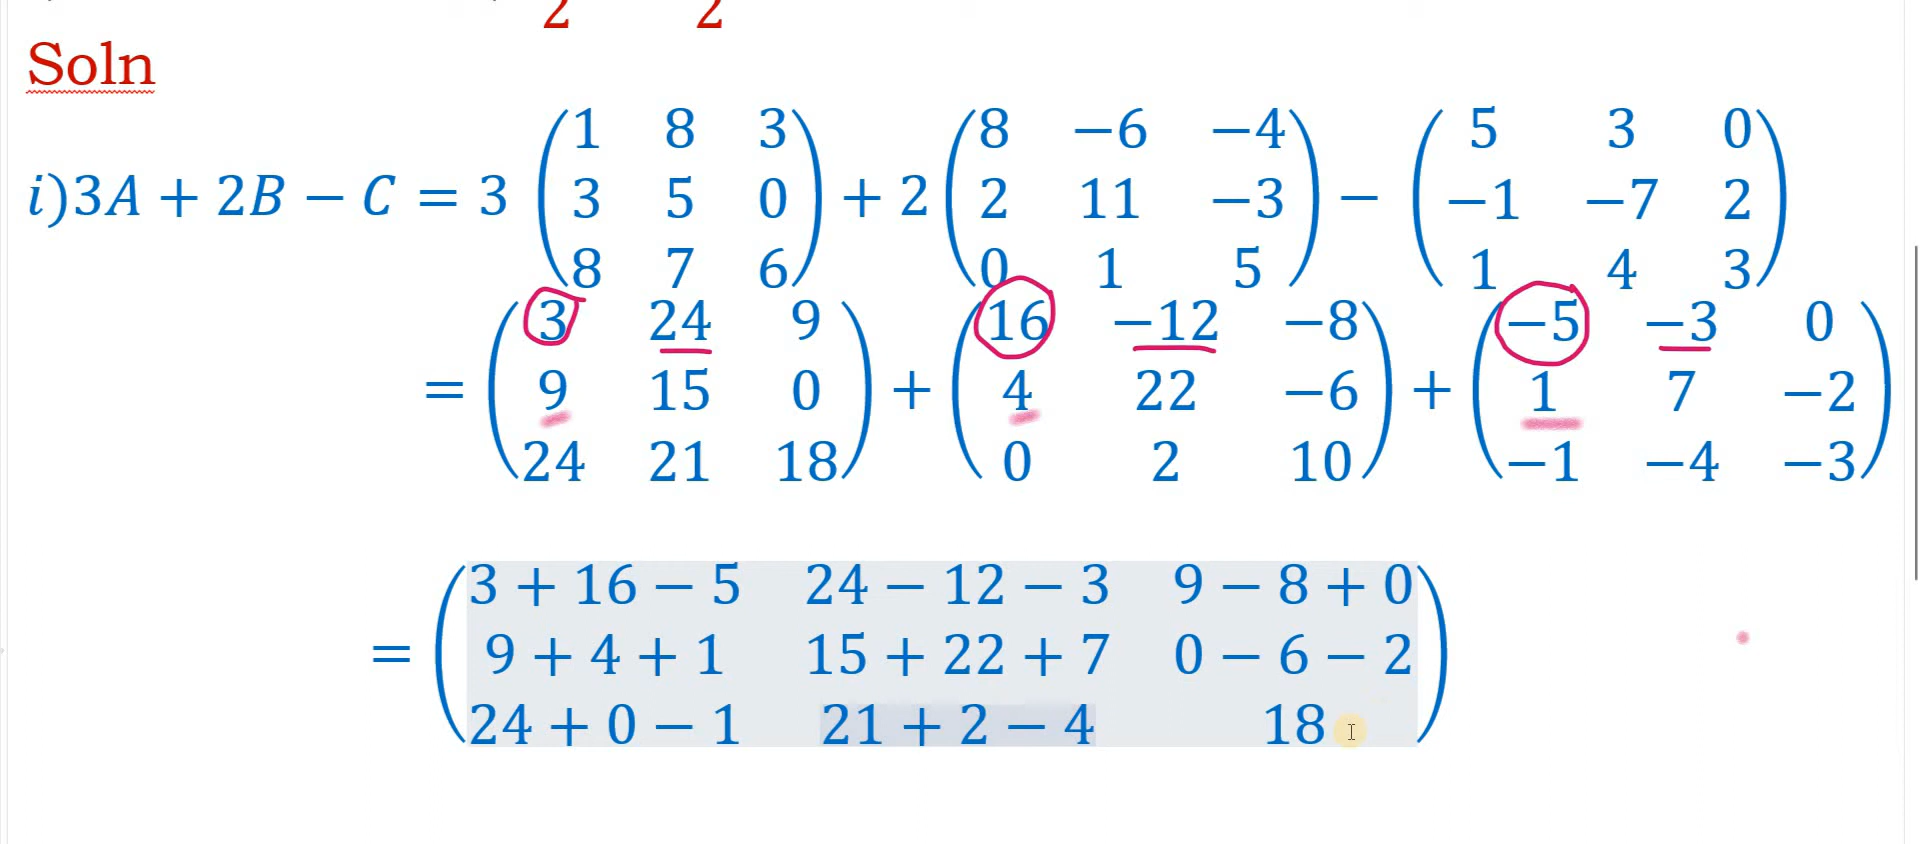 2 2
Soln
i)3A + 2B − C = 3 (1 8 3; 3 5 0; 8 7 6) + 2 (8 −6 −4; 2 11 −3; 0 1 5) − (5 3 0; −1 −7 2; 1 4 3)
= (3 24 9; 9 15 0; 24 21 18) + (16 −12 −8; 4 22 −6; 0 2 10) + (−5 −3 0; 1 7 −2; −1 −4 −3)
= (3 + 16 − 5 24 − 12 − 3 9 − 8 + 0; 9 + 4 + 1 15 + 22 + 7 0 − 6 − 2; 24 + 0 − 1 21 + 2 − 4 18)